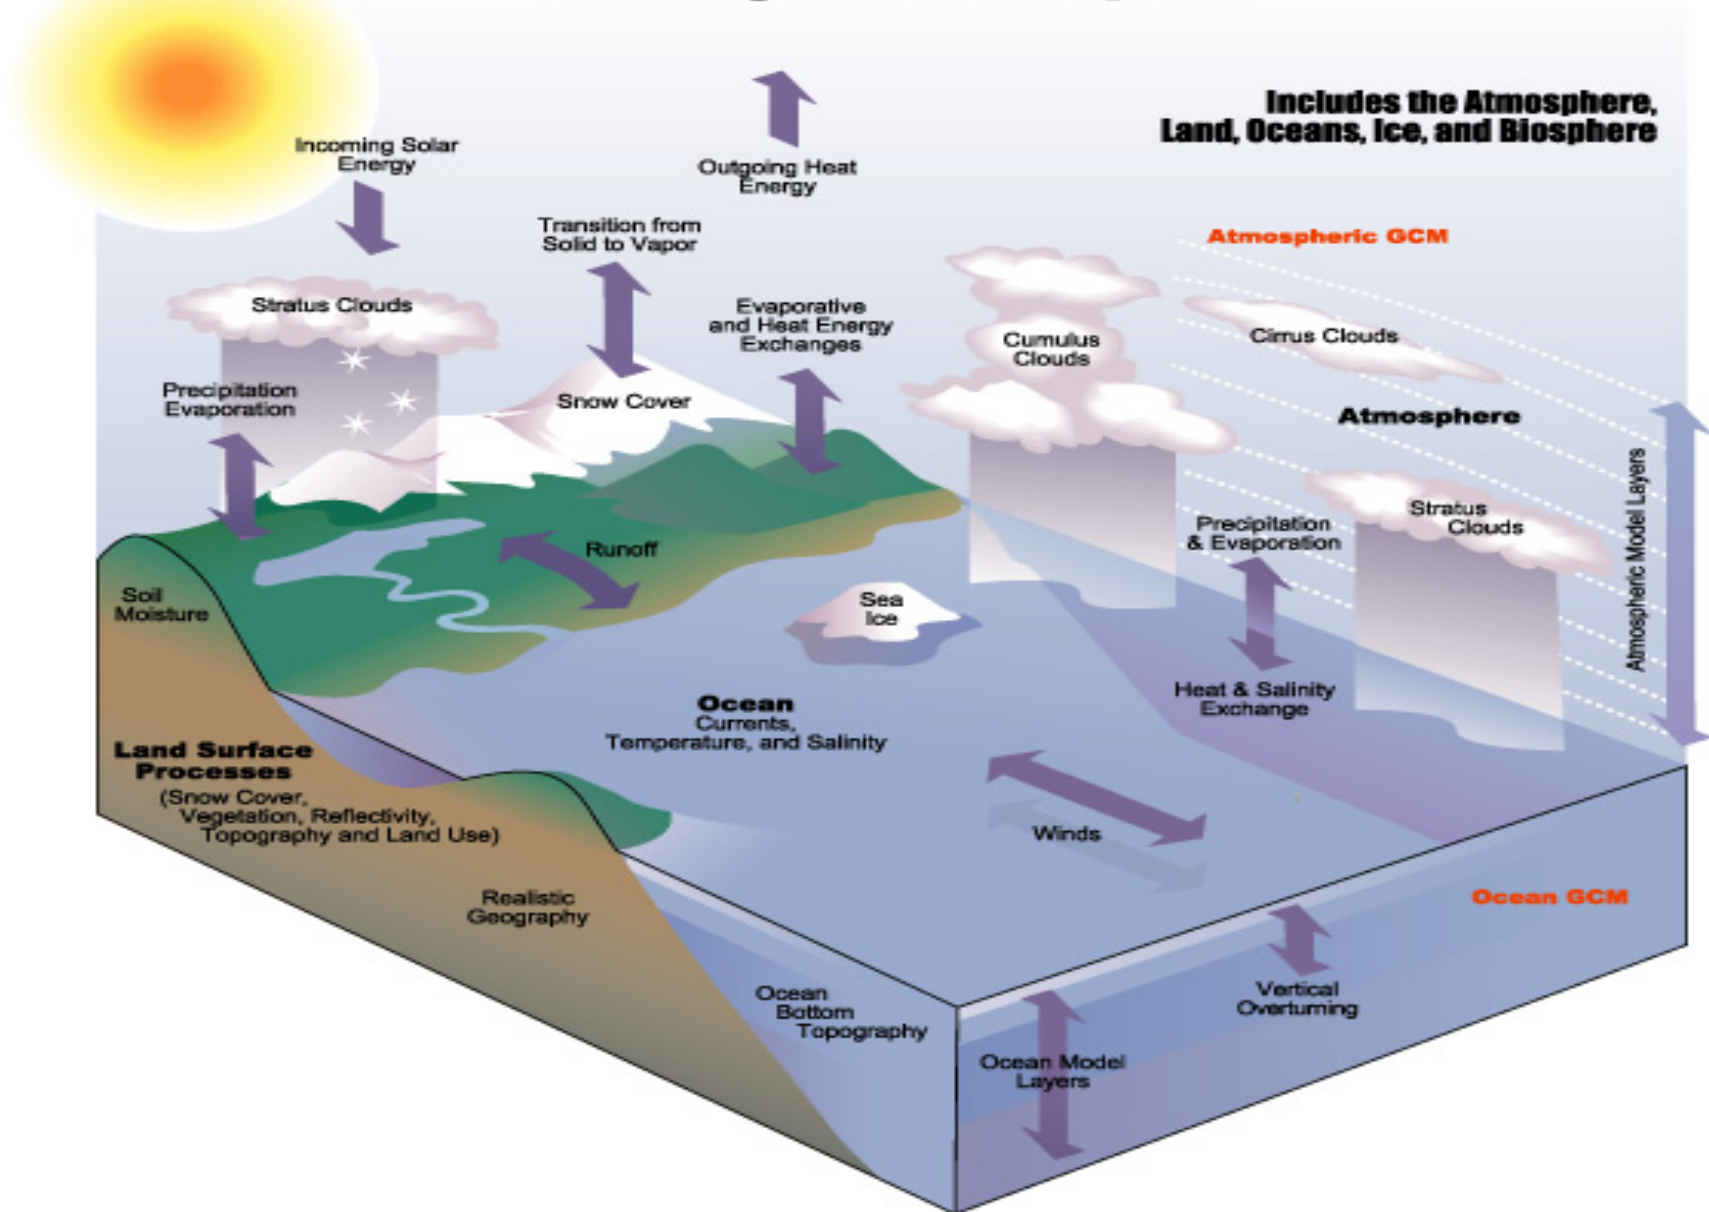 Includes the Atmosphere,
Land, Oceans, Ice, and Biosphere
Incoming Solar
Energy
Outgoing Heat
Energy
Transition from
Solid to Vapor
Atmospheric GCM
Stratus Clouds
Evaporative
and Heat Energy
Exchanges
Cumulus
Clouds
Cirrus Clouds
Precipitation
Evaporation
Snow Cover
Atmosphere
Atmospheric Model Layers
Stratus
Clouds
Precipitation
& Evaporation
Runoff
Soil
Moisture
Sea
Ice
Heat & Salinity
Exchange
Ocean
Currents,
Temperature, and Salinity
Land Surface
Processes
(Snow Cover,
Vegetation, Reflectivity,
Topography and Land Use)
Winds
Realistic
Geography
Ocean GCM
Ocean
Bottom
Topography
Vertical
Overturning
Ocean Model
Layers